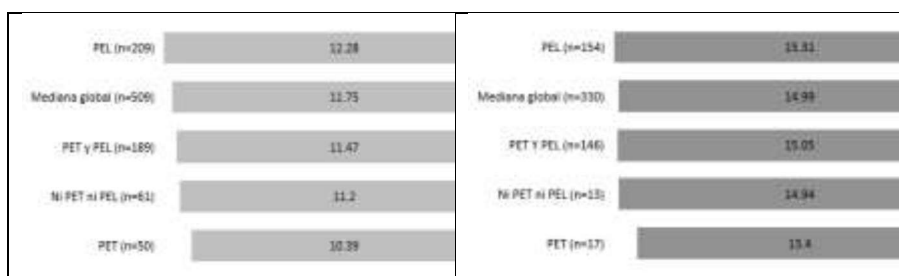 PEL (n=209) 12.28
Mediana global (n=509) 11.75
PET y PEL (n=189) 11.47
Ni PET ni PEL (n=61) 11.2
PET (n=50) 10.39
PEL (n=154) 15.31
Mediana global (n=330) 14.99
PET Y PEL (n=146) 15.05
Ni PET ni PEL (n=13) 14.94
PET (n=17) 13.4